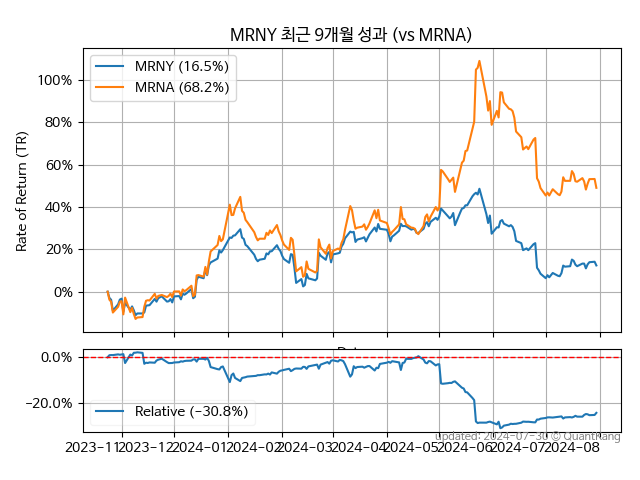 MRNY 최근 9개월 성과 (vs MRNA)
Rate of Return (TR)
MRNY (16.5%)
MRNA (68.2%)
100%
80%
60%
40%
20%
0%
0.0%
−20.0%
Relative (−30.8%)
2023−11 2023−12 2024−01 2024−02 2024−03 2024−04 2024−05 2024−06 2024−07 2024−08
Updated: 2024−07−30 © QuantKang